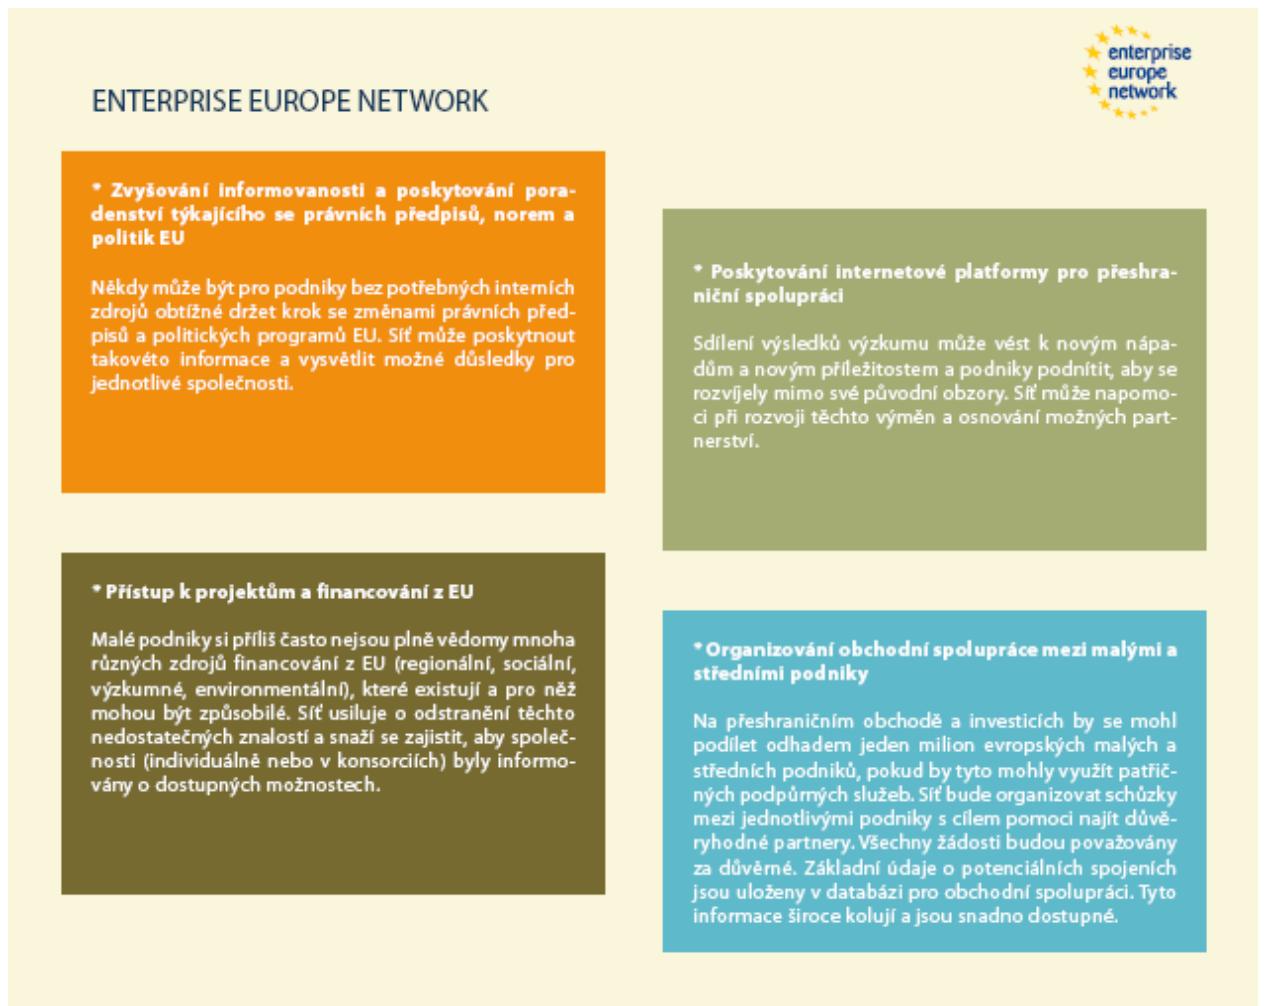 enterprise
europe
network
ENTERPRISE EUROPE NETWORK
* Zvyšování informovanosti a poskytování pora-
denství týkajícího se právních předpisů, norem a
politik EU
Někdy může být pro podniky bez potřebných interních
zdrojů obtížné držet krok se změnami právních před-
pisů a politických programů EU. Síť může poskytnout
takovéto informace a vysvětlit možné důsledky pro
jednotlivé společnosti.
* Poskytování internetové platformy pro přeshra-
niční spolupráci
Sdílení výsledků výzkumu může vést k novým nápa-
dům a novým příležitostem a podniky podnítit, aby se
rozvíjely mimo své původní obzory. Síť může napomo-
ci při rozvoji těchto výměn a osnování možných part-
nerství.
* Přístup k projektům a financování z EU
Malé podniky si příliš často nejsou plně vědomy mnoha
různých zdrojů financování z EU (regionální, sociální,
výzkumné, environmentální), které existují a pro něž
mohou být způsobilé. Síť usiluje o odstranění těchto
nedostatečných znalostí a snaží se zajistit, aby společ-
nosti (individuálně nebo v konsorciích) byly informo-
vány o dostupných možnostech.
* Organizování obchodní spolupráce mezi malými a
středními podniky
Na přeshraničním obchodě a investicích by se mohl
podílet odhadem jeden milion evropských malých a
středních podniků, pokud by tyto mohly využít patřič-
ných podpůrných služeb. Síť bude organizovat schůzky
mezi jednotlivými podniky s cílem pomoci najít důvě-
ryhodné partnery. Všechny žádosti budou považovány
za důvěrné. Základní údaje o potenciálních spojeních
jsou uloženy v databázi pro obchodní spolupráci. Tyto
informace široce kolují a jsou snadno dostupné.